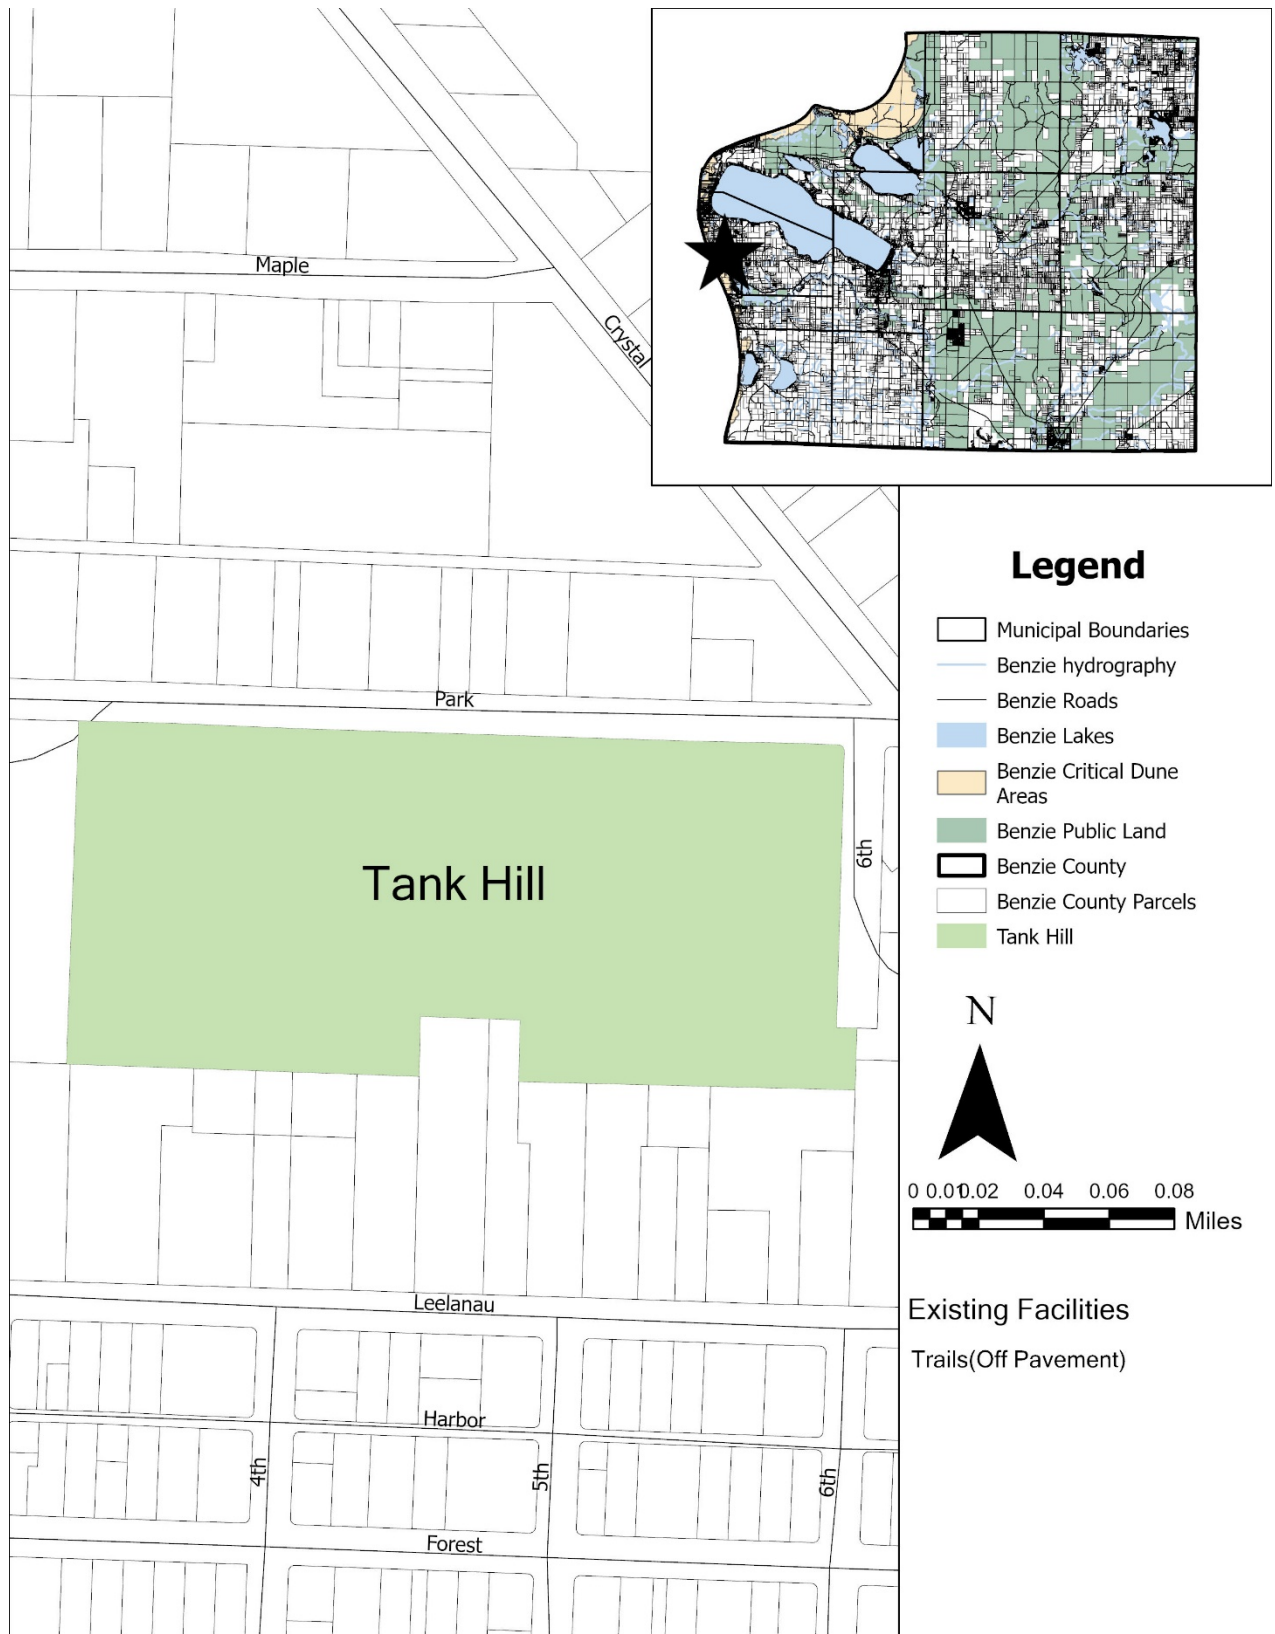 Maple
Crystal
Park
6th
Tank Hill
Leelanau
Harbor
4th
5th
6th
Forest
Legend
Municipal Boundaries
Benzie hydrography
Benzie Roads
Benzie Lakes
Benzie Critical Dune
Areas
Benzie Public Land
Benzie County
Benzie County Parcels
Tank Hill
N
0 0.01 0.02 0.04 0.06 0.08
Miles
Existing Facilities
Trails(Off Pavement)